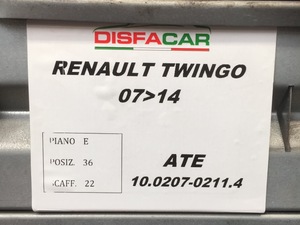 DISFACAR
RENAULT TWINGO
07>14
PIANO E
POSIZ. 36
SCAFF. 22
ATE
10.0207-0211.4